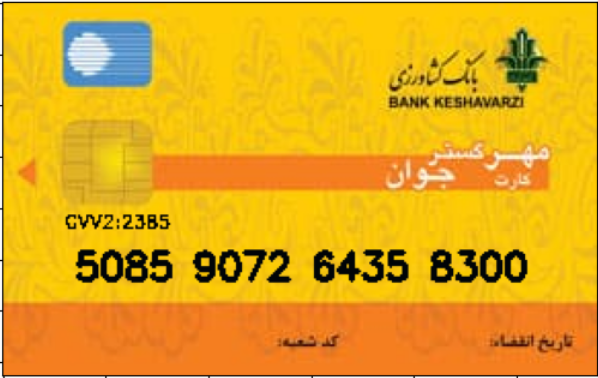 بانک کشاورزی
BANK KESHAVARZI
مهر گستر
کارت جوان
CVV2:2385
5085 9072 6435 8300
تاریخ انقضاء: کد شعبه: